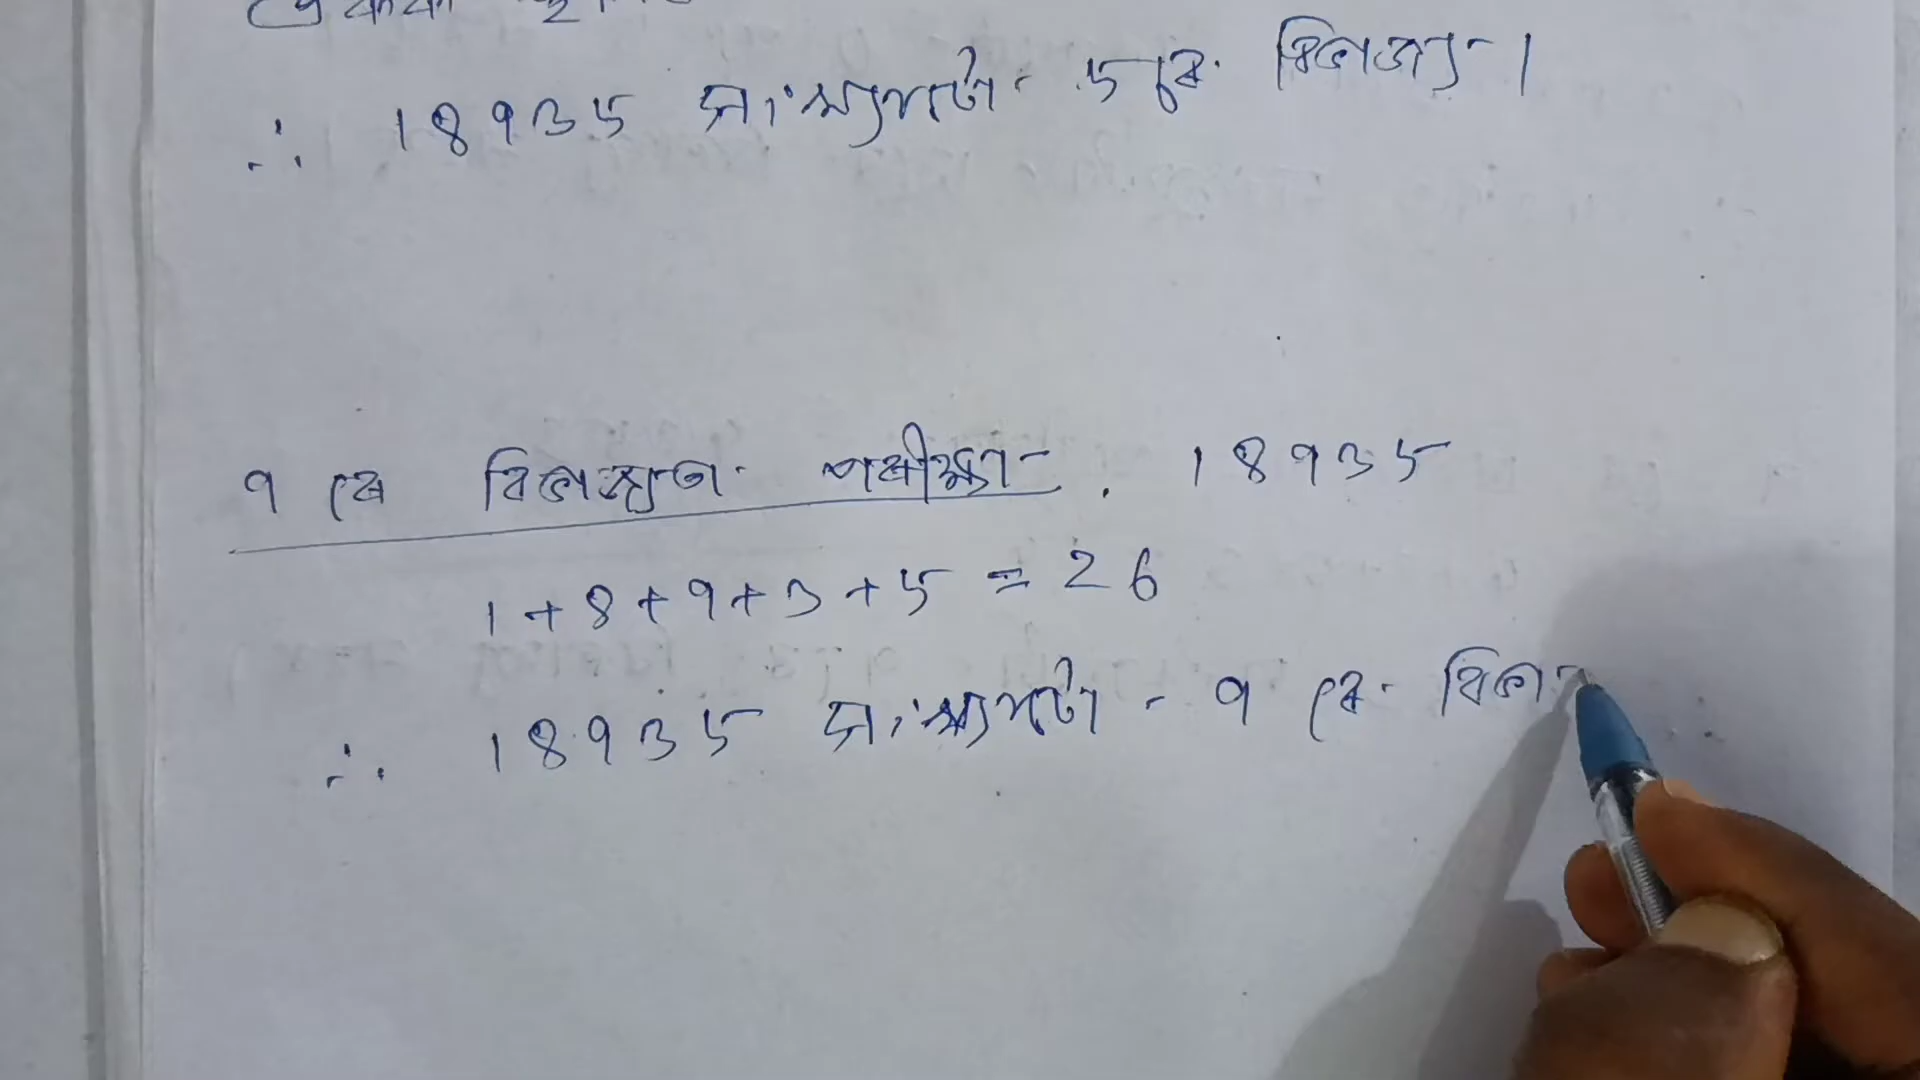 ∴ 18935 সংখ্যাটো 5 ৰে বিভাজ্য।
9 ৰে বিভাজ্যতা পৰীক্ষা 18935
1+8+9+3+5 = 26
∴ 18935 সংখ্যাটো 9 ৰে বিভা